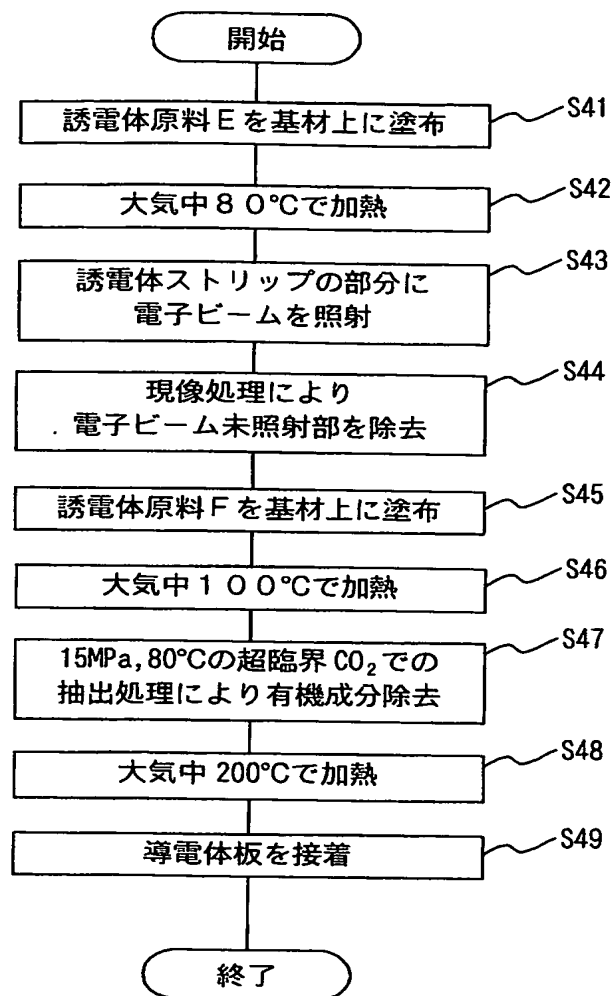 開始
誘電体原料Eを基材上に塗布
S41
大気中80℃で加熱
S42
誘電体ストリップの部分に
電子ビームを照射
S43
現像処理により
電子ビーム未照射部を除去
S44
誘電体原料Fを基材上に塗布
S45
大気中100℃で加熱
S46
15MPa,80℃の超臨界CO₂での
抽出処理により有機成分除去
S47
大気中200℃で加熱
S48
導電体板を接着
S49
終了